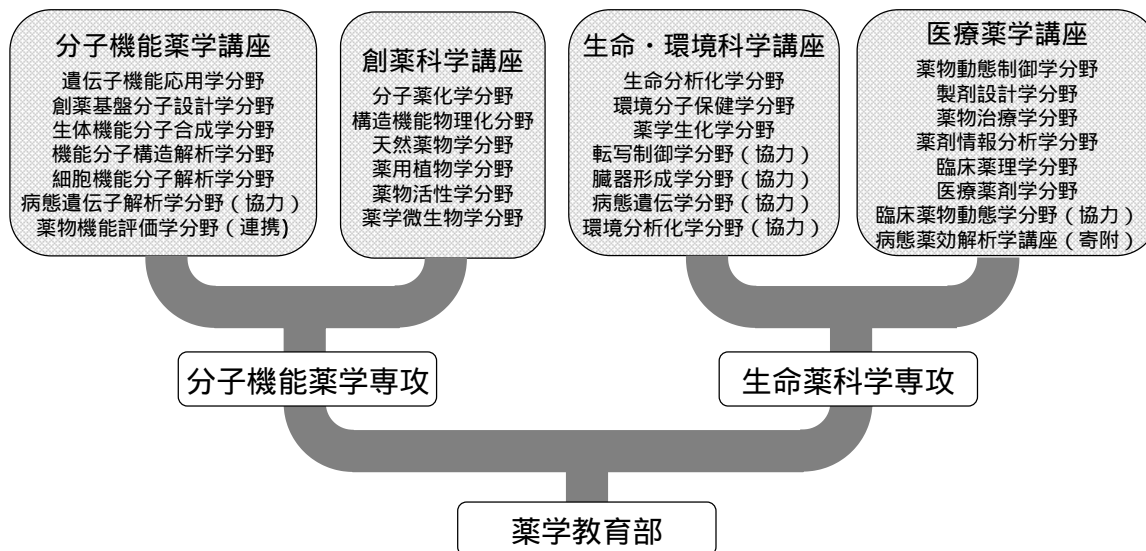 分子機能薬学講座
遺伝子機能応用学分野
創薬基盤分子設計学分野
生体機能分子合成学分野
機能分子構造解析学分野
細胞機能分子解析学分野
病態遺伝子解析学分野（協力）
薬物機能評価学分野（連携)
創薬科学講座
分子薬化学分野
構造機能物理化分野
天然薬物学分野
薬用植物学分野
薬物活性学分野
薬学微生物学分野
生命・環境科学講座
生命分析化学分野
環境分子保健学分野
薬学生化学分野
転写制御学分野（協力）
臓器形成学分野（協力）
病態遺伝学分野（協力）
環境分析化学分野（協力）
医療薬学講座
薬物動態制御学分野
製剤設計学分野
薬物治療学分野
薬剤情報分析学分野
臨床薬理学分野
医療薬剤学分野
臨床薬物動態学分野（協力）
病態薬効解析学講座（寄附）
分子機能薬学専攻
生命薬科学専攻
薬学教育部